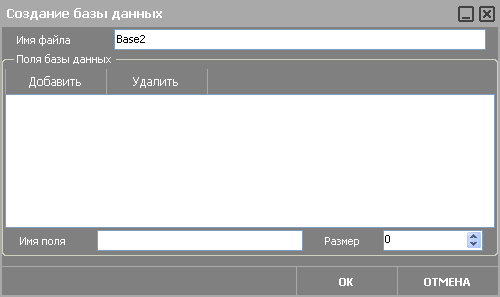 Создание базы данных
Имя файла Base2
Поля базы данных
Добавить Удалить
Имя поля Размер 0
OK ОТМЕНА